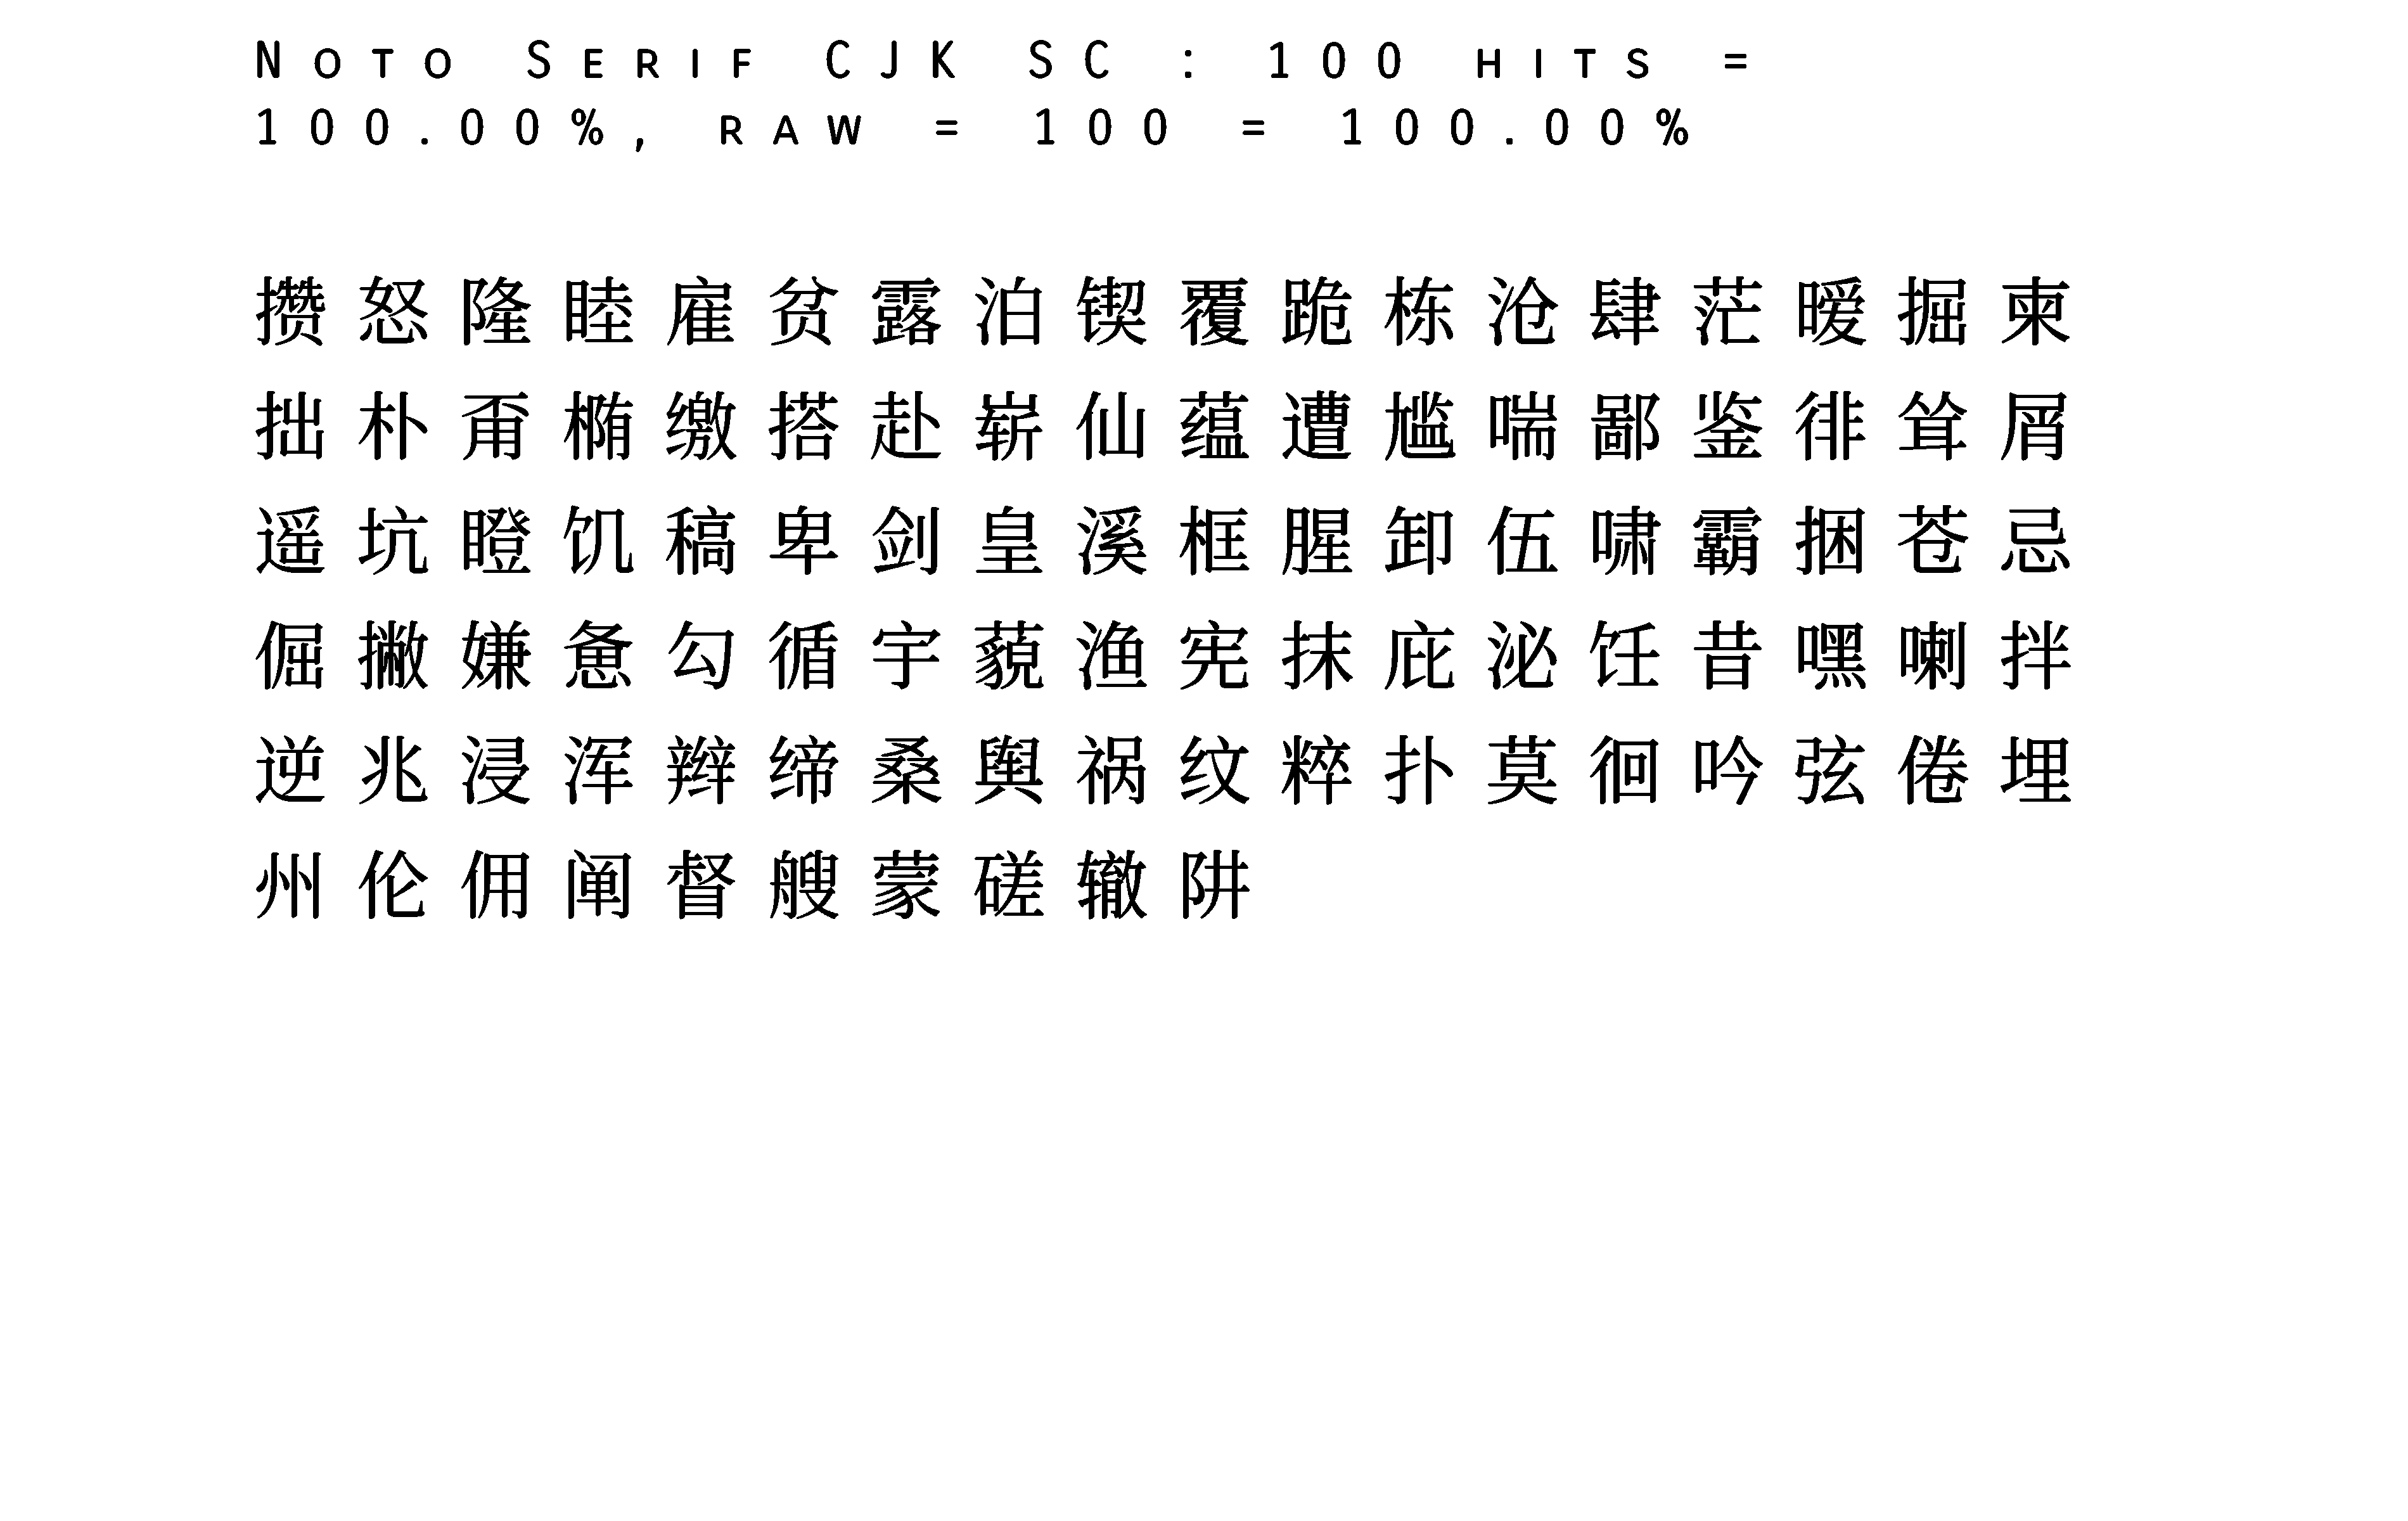 Noto Serif CJK SC : 100 hits =
100.00%, raw = 100 = 100.00%
攒怒隆睦雇贫露泊锲覆跪栋沧肆茫暧掘柬
拙朴甭椭缴搭赴崭仙蕴遭尴喘鄙鉴徘耸屑
遥坑瞪饥稿卑剑皇溪框腥卸伍啸霸捆苍忌
倔撇嫌惫勾循宇藐渔宪抹庇泌饪昔嘿喇拌
逆兆浸浑辫缔桑舆祸纹粹扑莫徊吟弦倦埋
州伦佣阐督艘蒙磋辙阱